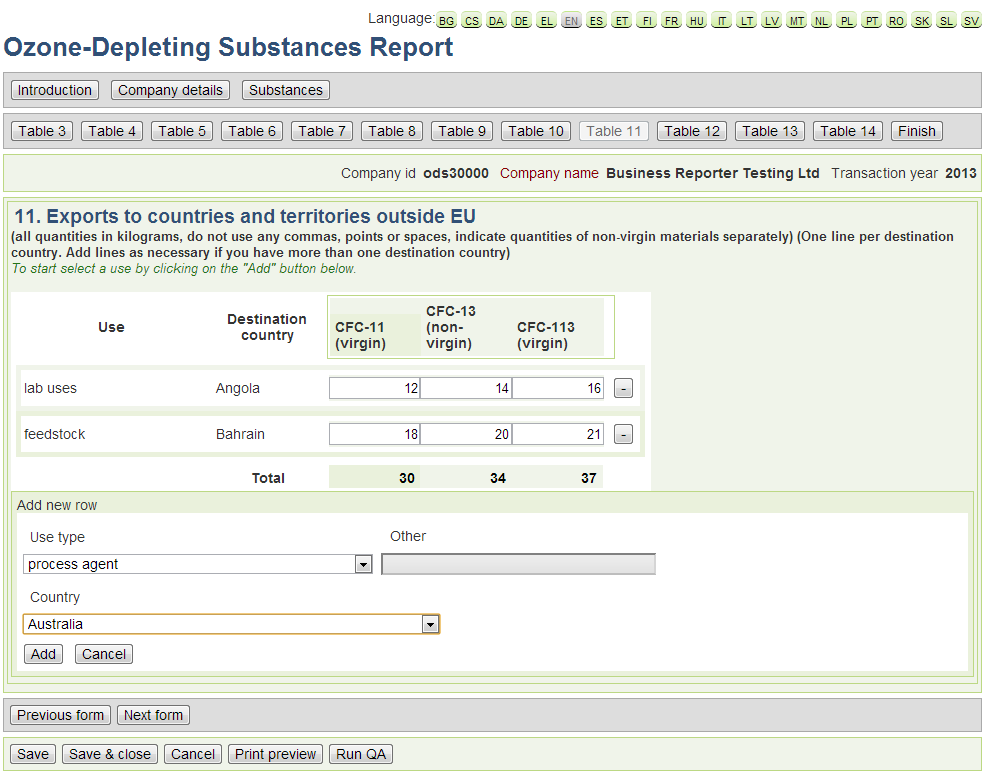 Language: BG CS DA DE EL EN ES ET FI FR HU IT LT LV MT NL PL PT RO SK SL SV
Ozone-Depleting Substances Report
Introduction Company details Substances
Table 3 Table 4 Table 5 Table 6 Table 7 Table 8 Table 9 Table 10 Table 11 Table 12 Table 13 Table 14 Finish
Company id ods30000 Company name Business Reporter Testing Ltd Transaction year 2013
11. Exports to countries and territories outside EU
(all quantities in kilograms, do not use any commas, points or spaces, indicate quantities of non-virgin materials separately) (One line per destination
country. Add lines as necessary if you have more than one destination country)
To start select a use by clicking on the "Add" button below.
Use
Destination
country
CFC-11
(virgin)
CFC-13
(non-
virgin)
CFC-113
(virgin)
lab uses Angola 12 14 16 -
feedstock Bahrain 18 20 21 -
Total 30 34 37
Add new row
Use type Other
process agent
Country
Australia
Add Cancel
Previous form Next form
Save Save & close Cancel Print preview Run QA